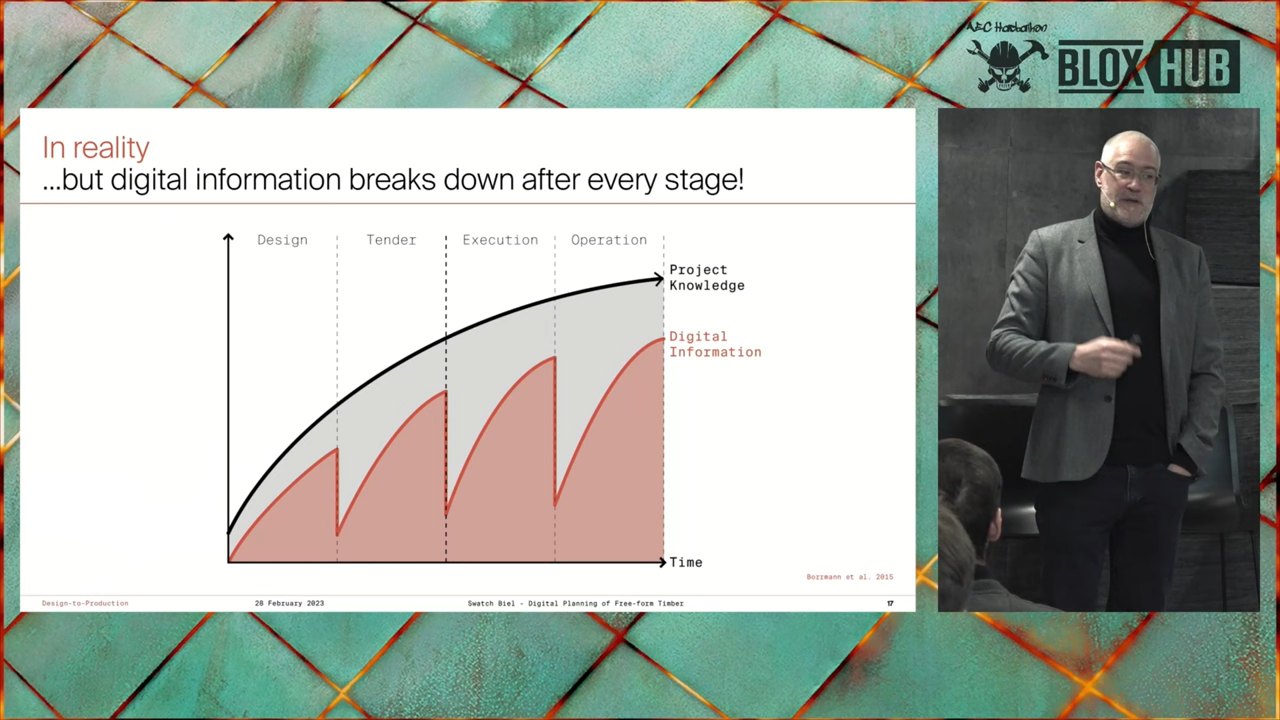 AEC Hackathon
BLOXHUB
In reality
...but digital information breaks down after every stage!
Design
Tender
Execution
Operation
Project
Knowledge
Digital
Information
Time
Borrmann et al. 2015
Design-to-Production
28 February 2023
Swatch Biel - Digital Planning of Free-form Timber
17